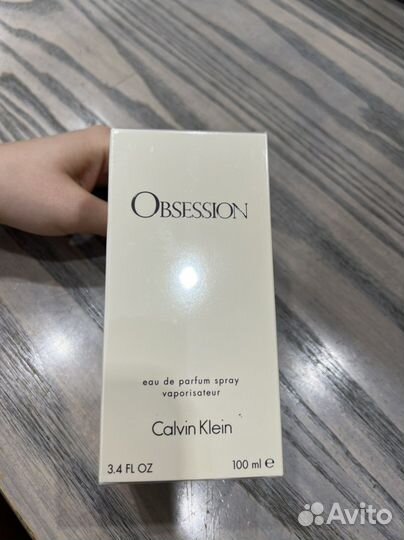 OBSESSION
eau de parfum spray
vaporisateur
Calvin Klein
3.4 FL OZ 100 ml ℮
Avito